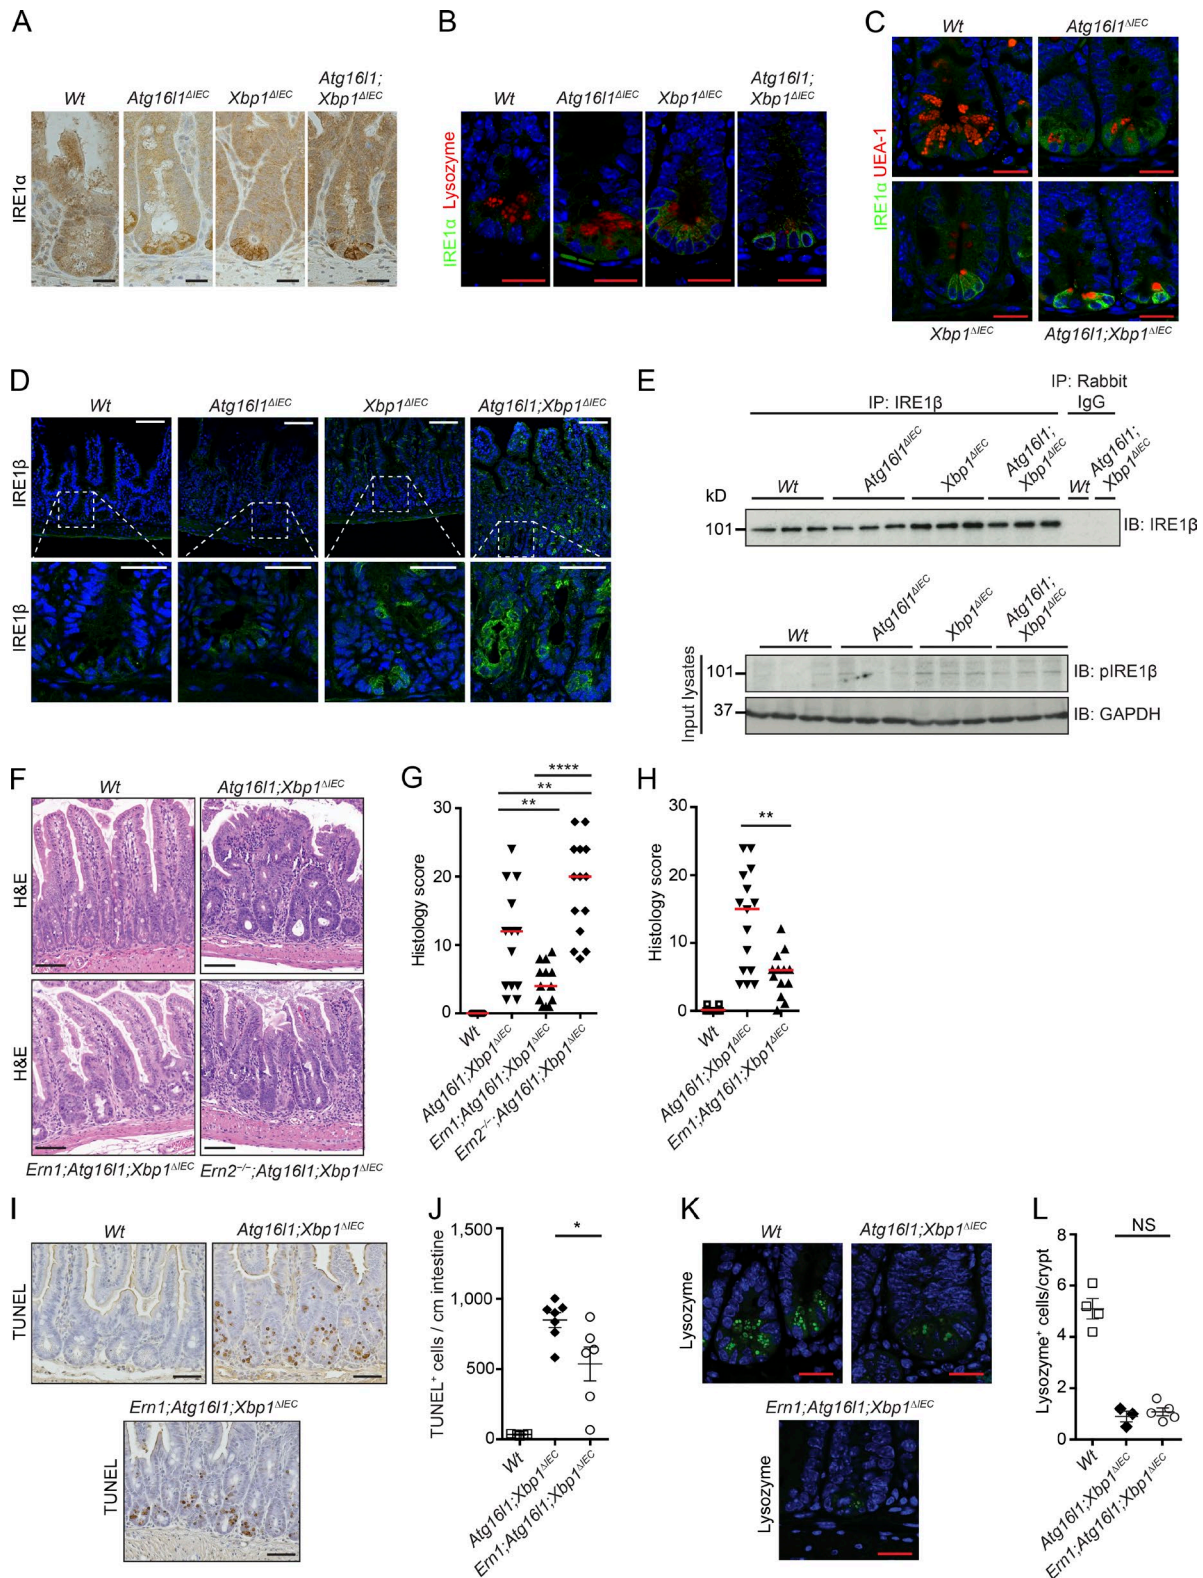 A
Wt
Atg16l1ΔIEC
Xbp1ΔIEC
Atg16l1;
Xbp1ΔIEC
IRE1α
B
Wt
Atg16l1ΔIEC
Xbp1ΔIEC
Atg16l1;
Xbp1ΔIEC
IRE1α Lysozyme
C
Wt
Atg16l1ΔIEC
IRE1α UEA-1
Xbp1ΔIEC
Atg16l1;Xbp1ΔIEC
D
Wt
Atg16l1ΔIEC
Xbp1ΔIEC
Atg16l1;Xbp1ΔIEC
IRE1β
IRE1β
E
IP: IRE1β
IP: Rabbit
IgG
Wt
Atg16l1ΔIEC
Xbp1ΔIEC
Atg16l1;
Xbp1ΔIEC
Wt
Atg16l1;
Xbp1ΔIEC
kD
101
IB: IRE1β
Wt
Atg16l1ΔIEC
Xbp1ΔIEC
Atg16l1;
Xbp1ΔIEC
Input lysates
101
IB: pIRE1β
37
IB: GAPDH
F
Wt
Atg16l1;Xbp1ΔIEC
H&E
H&E
Ern1;Atg16l1;Xbp1ΔIEC
Ern2–/–;Atg16l1;Xbp1ΔIEC
G
****
**
**
30
20
10
0
Histology score
Wt
Atg16l1;Xbp1ΔIEC
Ern1;Atg16l1;Xbp1ΔIEC
Ern2–/–;Atg16l1;Xbp1ΔIEC
H
**
30
20
10
0
Histology score
Wt
Atg16l1;Xbp1ΔIEC
Ern1;Atg16l1;Xbp1ΔIEC
I
Wt
Atg16l1;Xbp1ΔIEC
TUNEL
Ern1;Atg16l1;Xbp1ΔIEC
TUNEL
J
*
1,500
1,000
500
0
TUNEL+ cells / cm intestine
Wt
Atg16l1;Xbp1ΔIEC
Ern1;Atg16l1;Xbp1ΔIEC
K
Wt
Atg16l1;Xbp1ΔIEC
Lysozyme
Ern1;Atg16l1;Xbp1ΔIEC
Lysozyme
L
NS
8
6
4
2
0
Lysozyme+ cells/crypt
Wt
Atg16l1;Xbp1ΔIEC
Ern1;Atg16l1;Xbp1ΔIEC